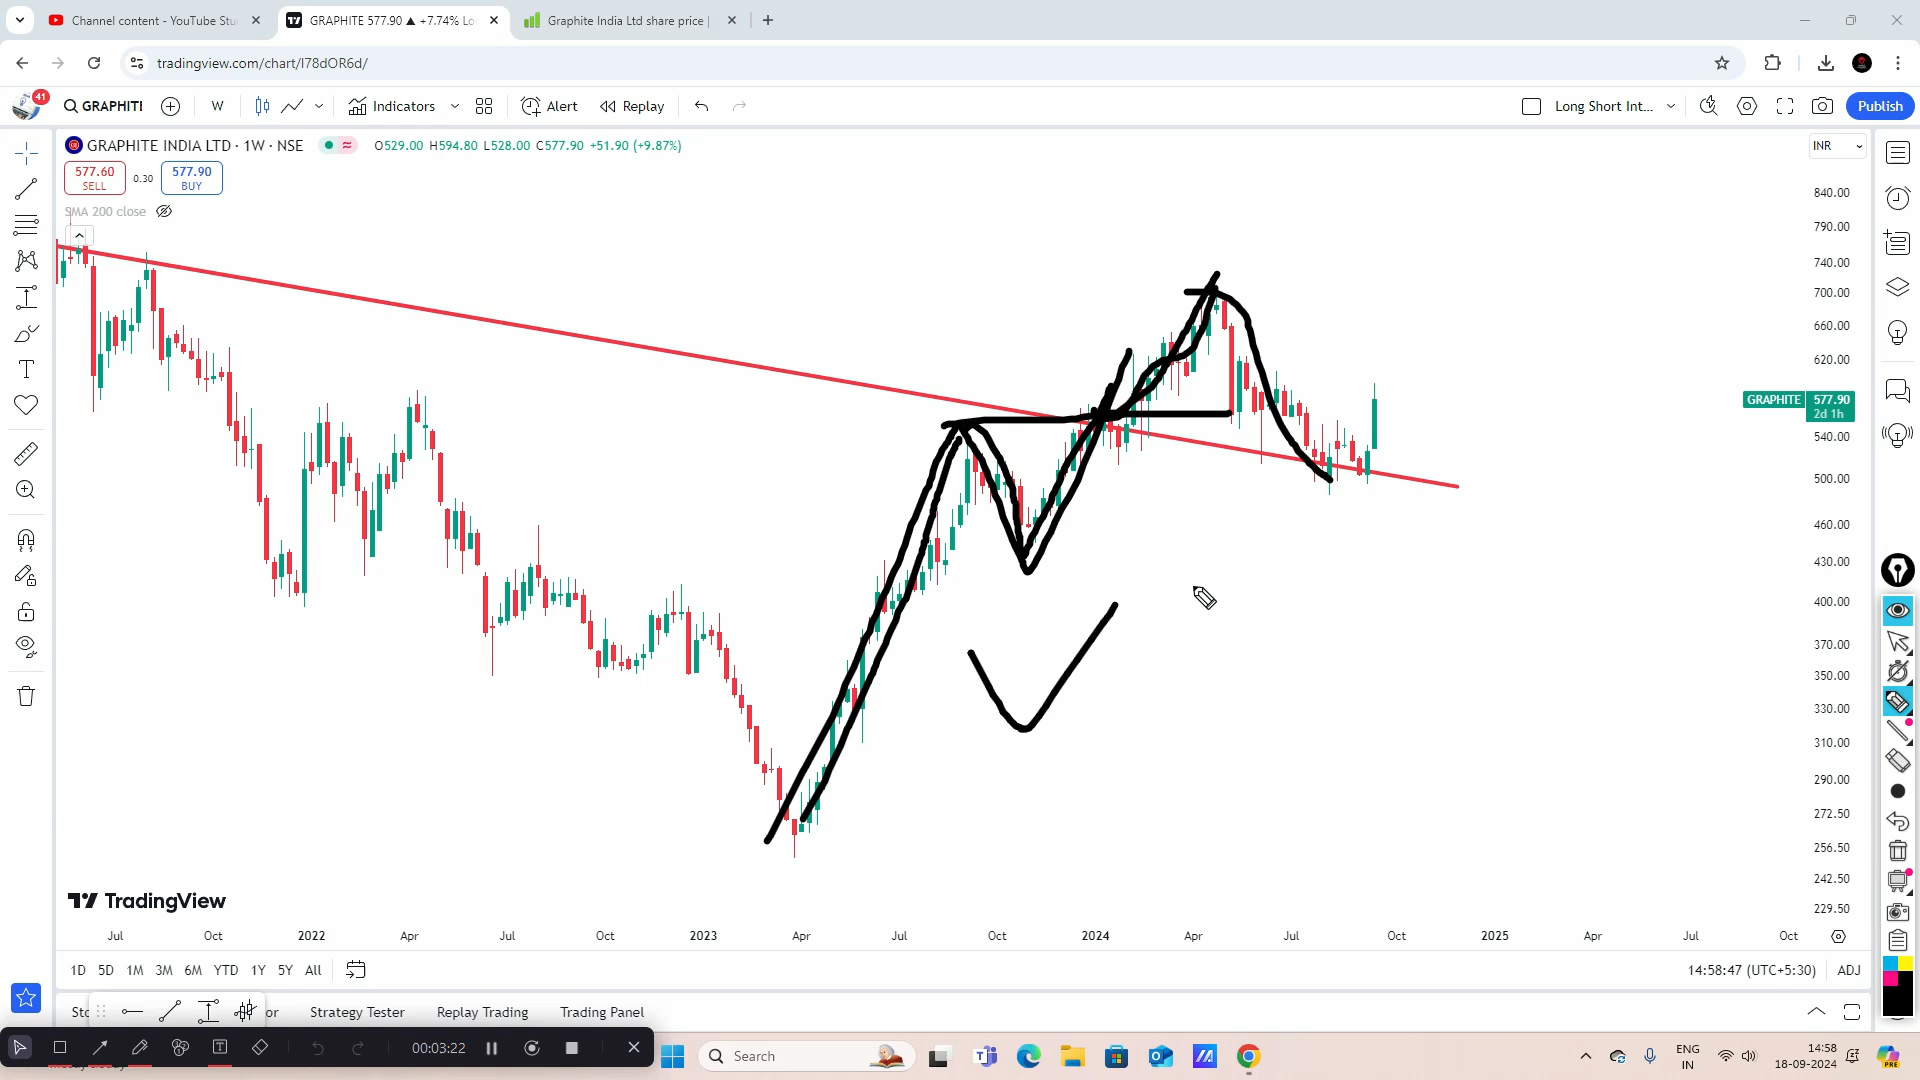 Channel content - YouTube Stu
GRAPHITE 577.90 ▲ +7.74% Lo
Graphite India Ltd share price |
tradingview.com/chart/I78dOR6d/
41
GRAPHITE
W
Indicators
Alert
Replay
Long Short Int...
Publish
GRAPHITE INDIA LTD · 1W · NSE
O529.00 H594.80 L528.00 C577.90 +51.90 (+9.87%)
INR
577.60
SELL
0.30
577.90
BUY
SMA 200 close
840.00
790.00
740.00
700.00
660.00
620.00
GRAPHITE 577.90
2d 1h
540.00
500.00
460.00
430.00
400.00
370.00
350.00
330.00
310.00
290.00
272.50
256.50
242.50
229.50
TradingView
Jul Oct 2022 Apr Jul Oct 2023 Apr Jul Oct 2024 Apr Jul Oct 2025 Apr Jul Oct
1D 5D 1M 3M 6M YTD 1Y 5Y All
14:58:47 (UTC+5:30) ADJ
Strategy Tester Replay Trading Trading Panel
00:03:22
Search
ENG
IN
14:58
18-09-2024
PRE